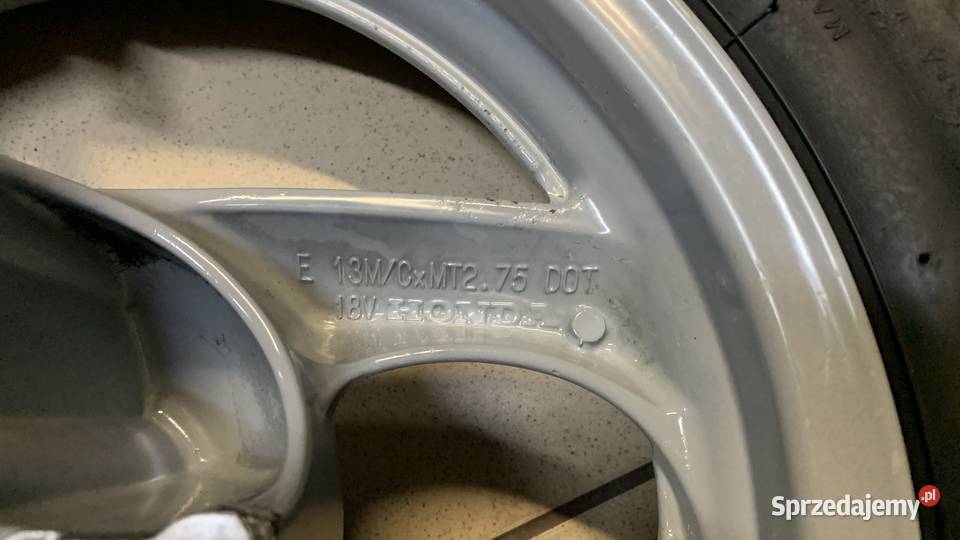 E 13M/CxMT2.75 DOT
18V HONDA
Sprzedajemy .pl